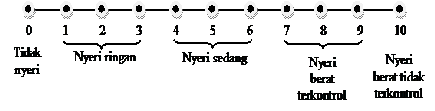 0 1 2 3 4 5 6 7 8 9 10
Tidak nyeri
Nyeri ringan
Nyeri sedang
Nyeri berat terkontrol
Nyeri berat tidak terkontrol